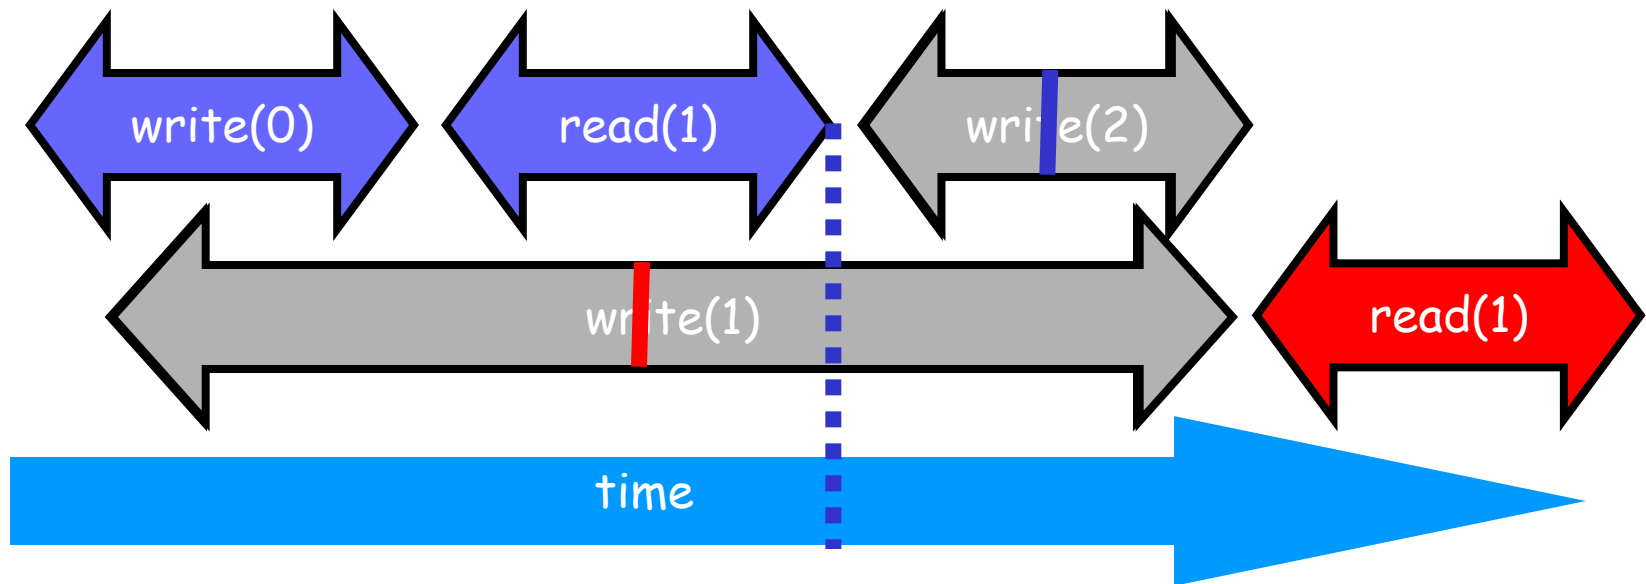 write(0)
read(1)
write(2)
write(1)
read(1)
time